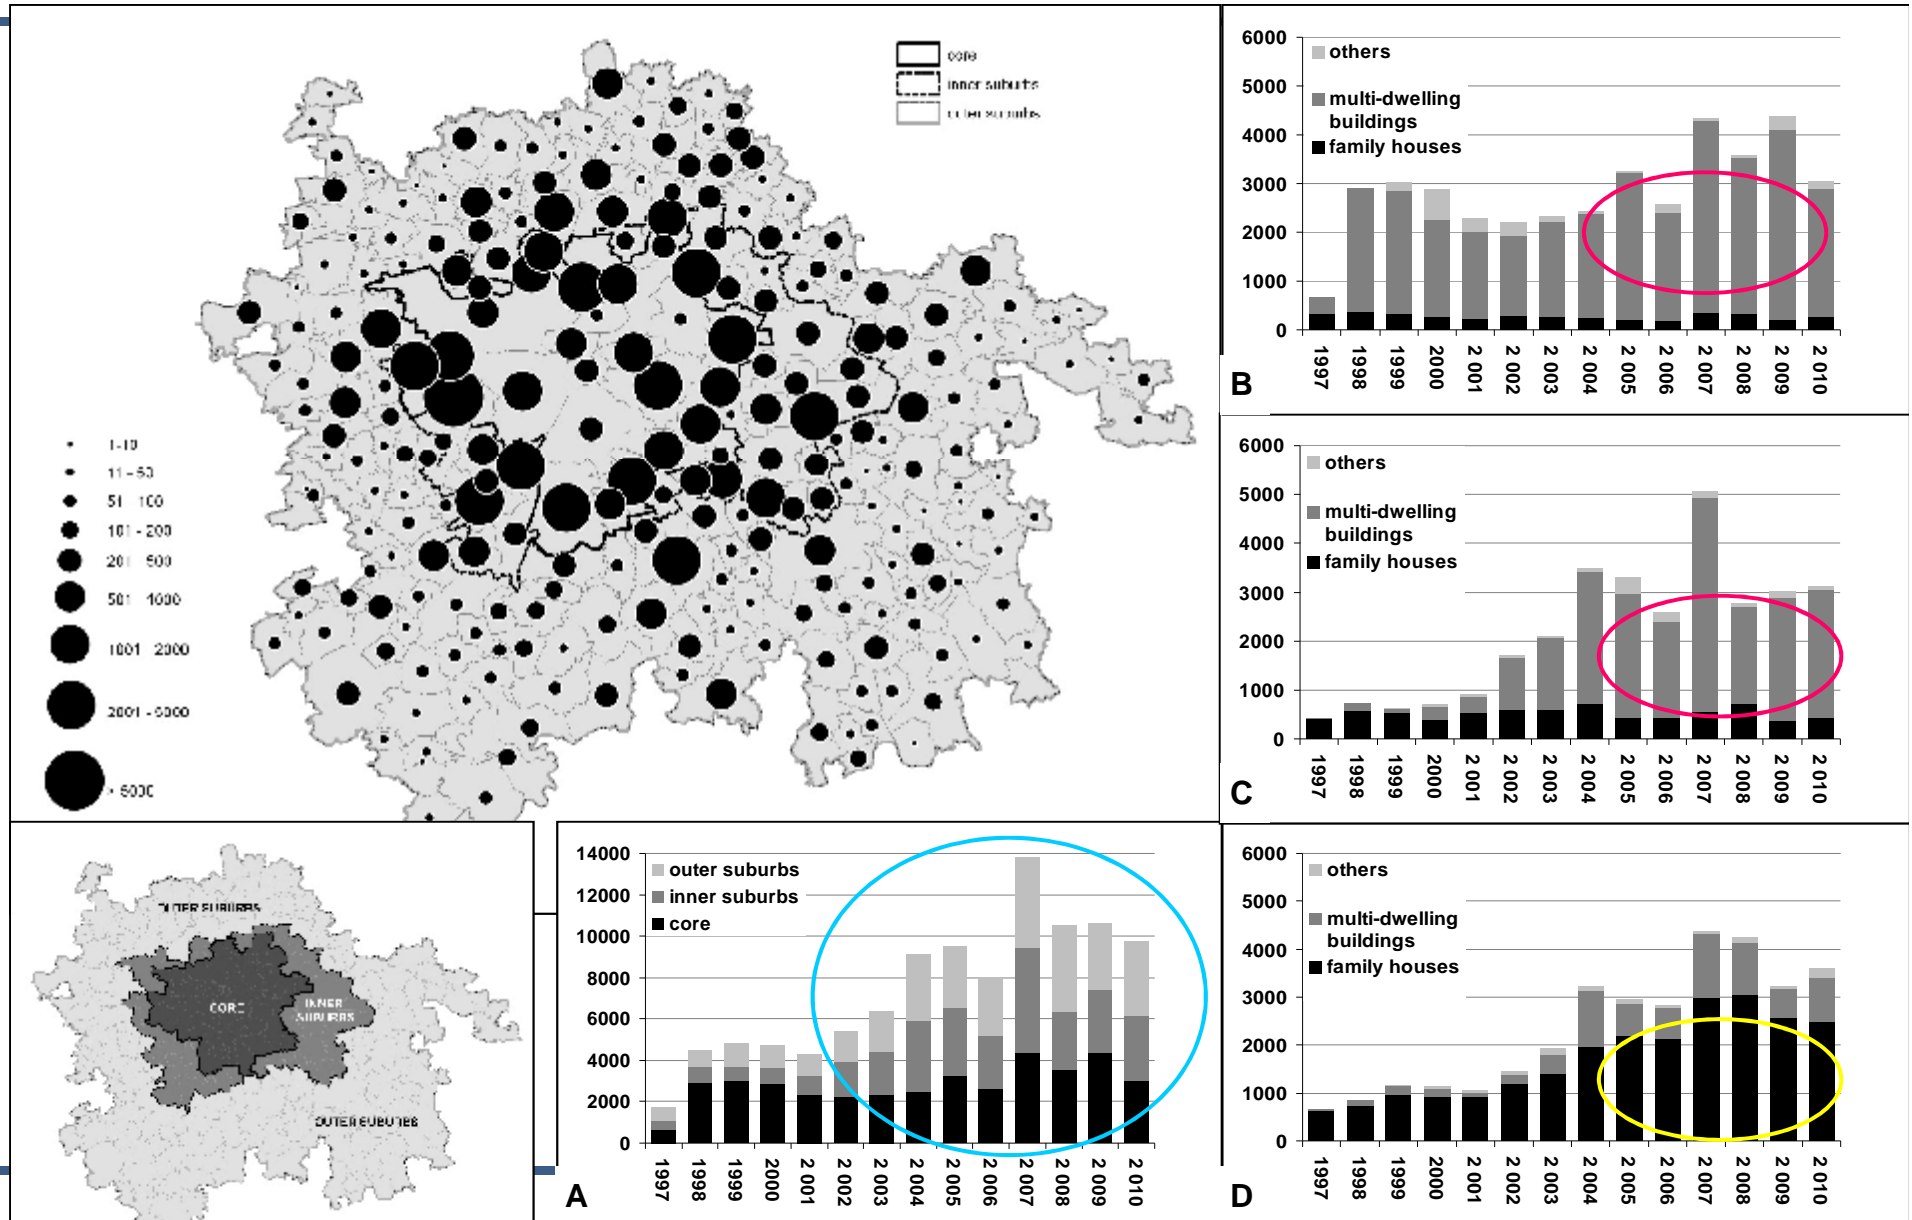 core
inner suburbs
outer suburbs
1-10
11 - 50
51 - 100
101 - 200
201 - 500
501 - 1000
1001 - 2000
2001 - 5000
> 5000
OUTER SUBURBS
CORE
INNER
SUBURBS
OUTER SUBURBS
14000
12000
10000
8000
6000
4000
2000
0
outer suburbs
inner suburbs
core
1997
1998
1999
2000
2 001
2 002
2 003
2 004
2 005
2 006
2 007
2 008
2 009
2 010
A
6000
5000
4000
3000
2000
1000
0
others
multi-dwelling
buildings
family houses
1997
1998
1999
2000
2 001
2 002
2 003
2 004
2 005
2 006
2 007
2 008
2 009
2 010
B
6000
5000
4000
3000
2000
1000
0
others
multi-dwelling
buildings
family houses
1997
1998
1999
2000
2 001
2 002
2 003
2 004
2 005
2 006
2 007
2 008
2 009
2 010
C
6000
5000
4000
3000
2000
1000
0
others
multi-dwelling
buildings
family houses
1997
1998
1999
2000
2 001
2 002
2 003
2 004
2 005
2 006
2 007
2 008
2 009
2 010
D